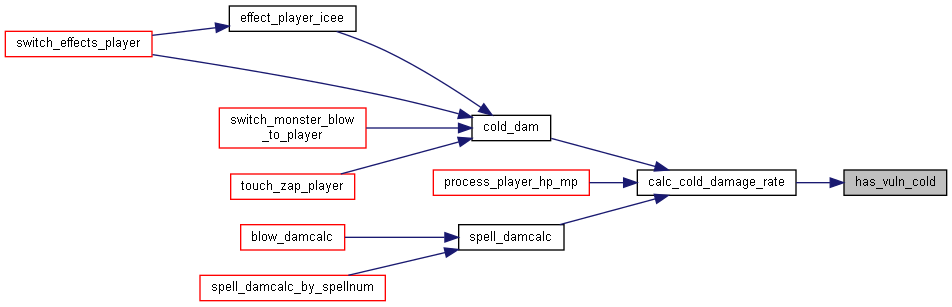 effect_player_icee
switch_effects_player
switch_monster_blow
_to_player
cold_dam
touch_zap_player
process_player_hp_mp
calc_cold_damage_rate
has_vuln_cold
blow_damcalc
spell_damcalc
spell_damcalc_by_spellnum